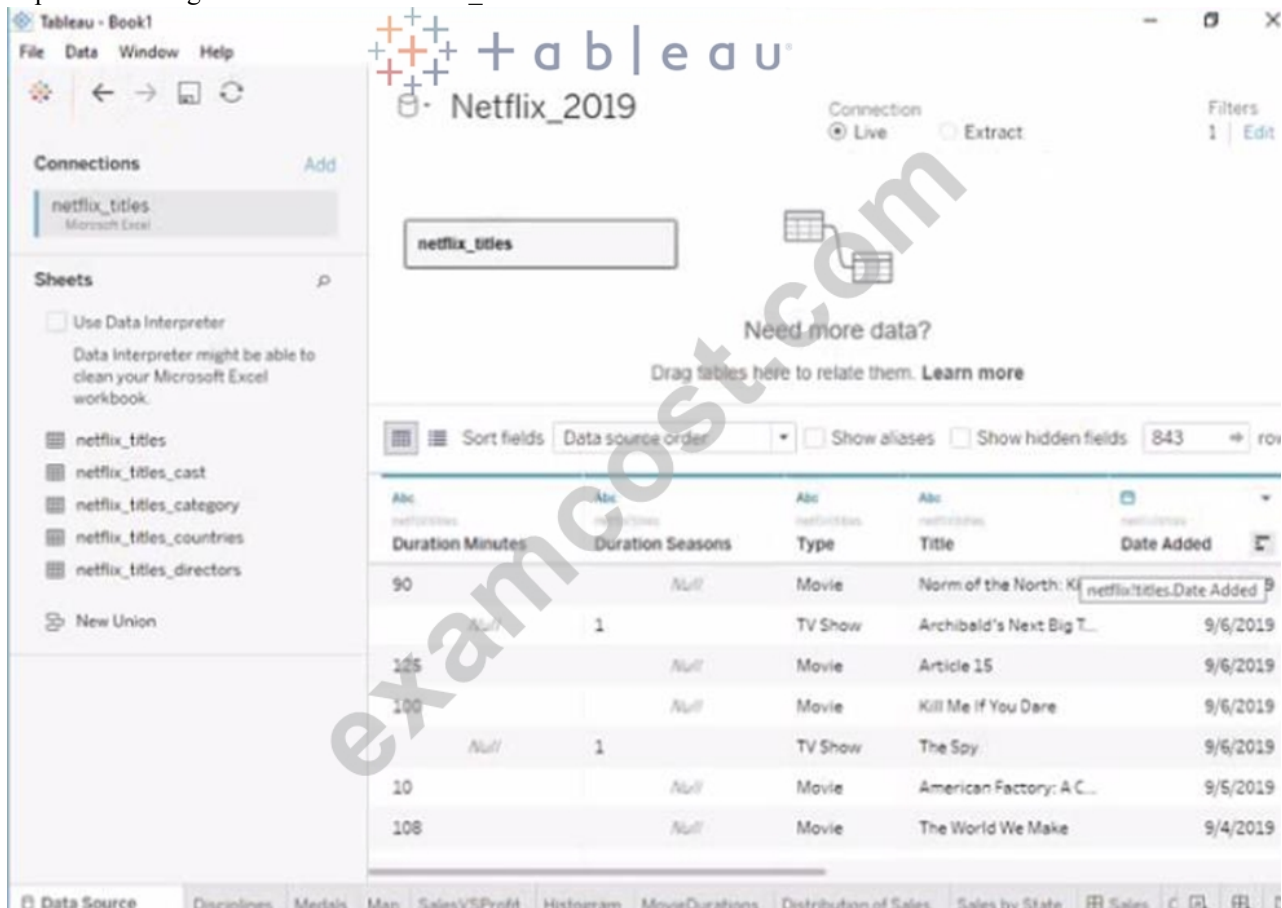 Tableau - Book1
File Data Window Help
+ableau
Netflix_2019
Connection
Live Extract
Filters
1 Edit
Connections Add
netflix_titles
Microsoft Excel
Sheets
Use Data Interpreter
Data Interpreter might be able to
clean your Microsoft Excel
workbook.
netflix_titles
netflix_titles_cast
netflix_titles_category
netflix_titles_countries
netflix_titles_directors
New Union
netflix_titles
Need more data?
Drag tables here to relate them. Learn more
Sort fields Data source order Show aliases Show hidden fields 843
Abc Abc Abc Abc
Duration Minutes Duration Seasons Type Title Date Added
90 Null Movie Norm of the North: netflix!titles.Date Added 9
Null 1 TV Show Archibald's Next Big T... 9/6/2019
125 Null Movie Article 15 9/6/2019
100 Null Movie Kill Me If You Dare 9/6/2019
Null 1 TV Show The Spy 9/6/2019
10 Null Movie American Factory: A C... 9/5/2019
108 Null Movie The World We Make 9/4/2019
Data Source Disciplines Medals Map SalesVSProfit Histogram MovieDurations Distribution of Sales Sales by State Sales
examcost.com